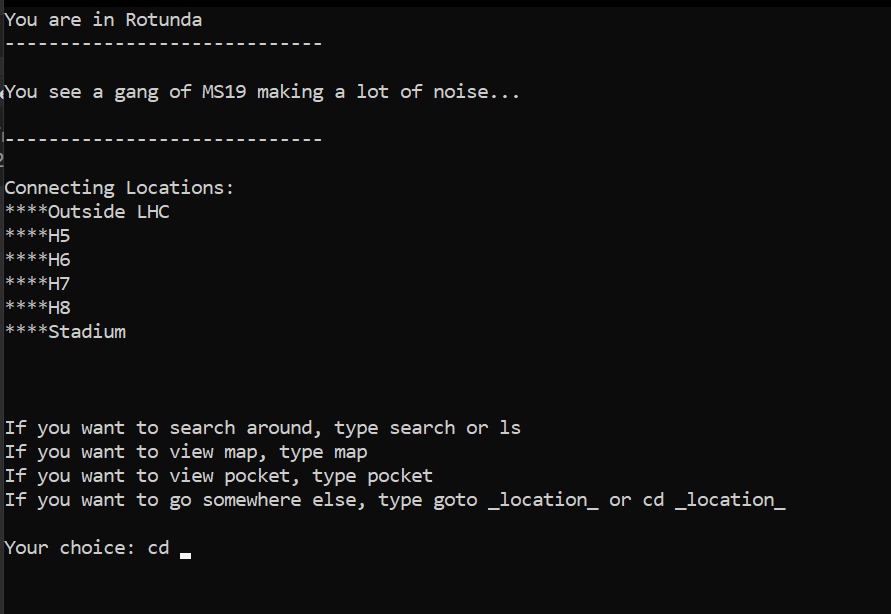 You are in Rotunda
-----------------------------
You see a gang of MS19 making a lot of noise...
-----------------------------
Connecting Locations:
****Outside LHC
****H5
****H6
****H7
****H8
****Stadium
If you want to search around, type search or ls
If you want to view map, type map
If you want to view pocket, type pocket
If you want to go somewhere else, type goto _location_ or cd _location_
Your choice: cd _